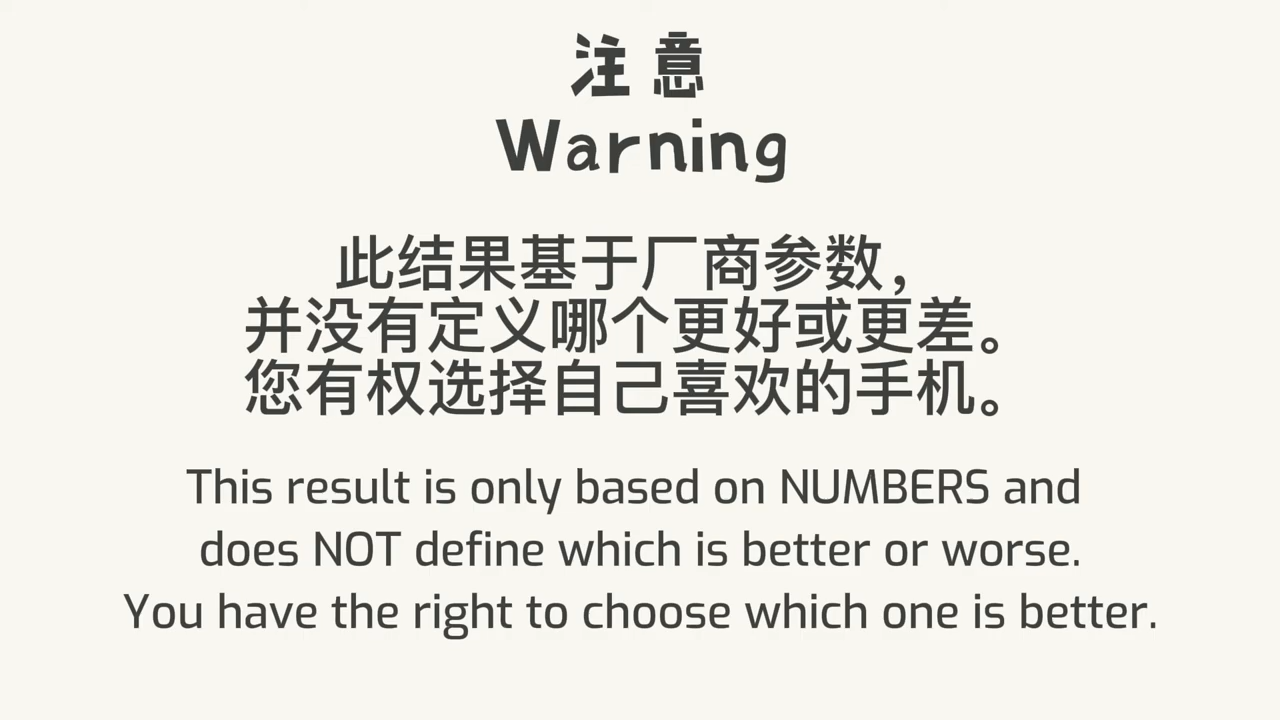 注意
Warning
此结果基于厂商参数，
并没有定义哪个更好或更差。
您有权选择自己喜欢的手机。
This result is only based on NUMBERS and
does NOT define which is better or worse.
You have the right to choose which one is better.